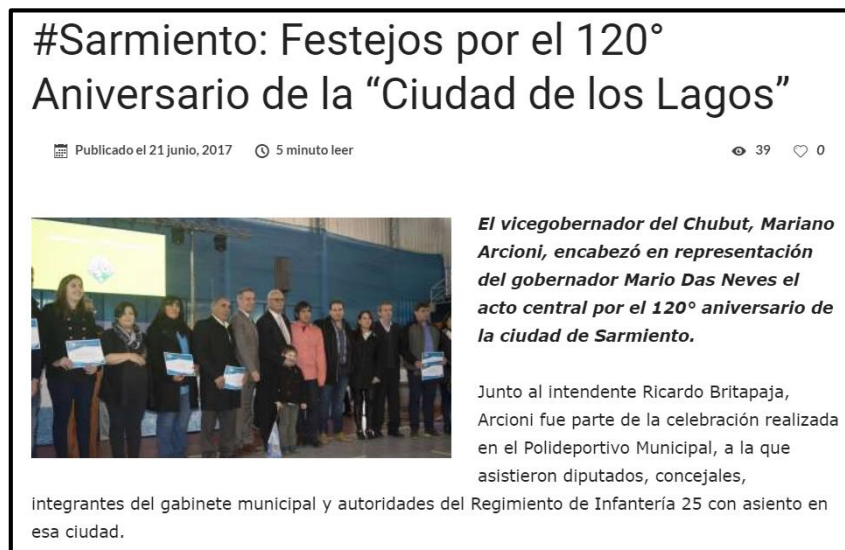 #Sarmiento: Festejos por el 120°
Aniversario de la “Ciudad de los Lagos”
Publicado el 21 junio, 2017 5 minuto leer 39 0
El vicegobernador del Chubut, Mariano
Arcioni, encabezó en representación
del gobernador Mario Das Neves el
acto central por el 120° aniversario de
la ciudad de Sarmiento.
Junto al intendente Ricardo Britapaja,
Arcioni fue parte de la celebración realizada
en el Polideportivo Municipal, a la que
asistieron diputados, concejales,
integrantes del gabinete municipal y autoridades del Regimiento de Infantería 25 con asiento en
esa ciudad.